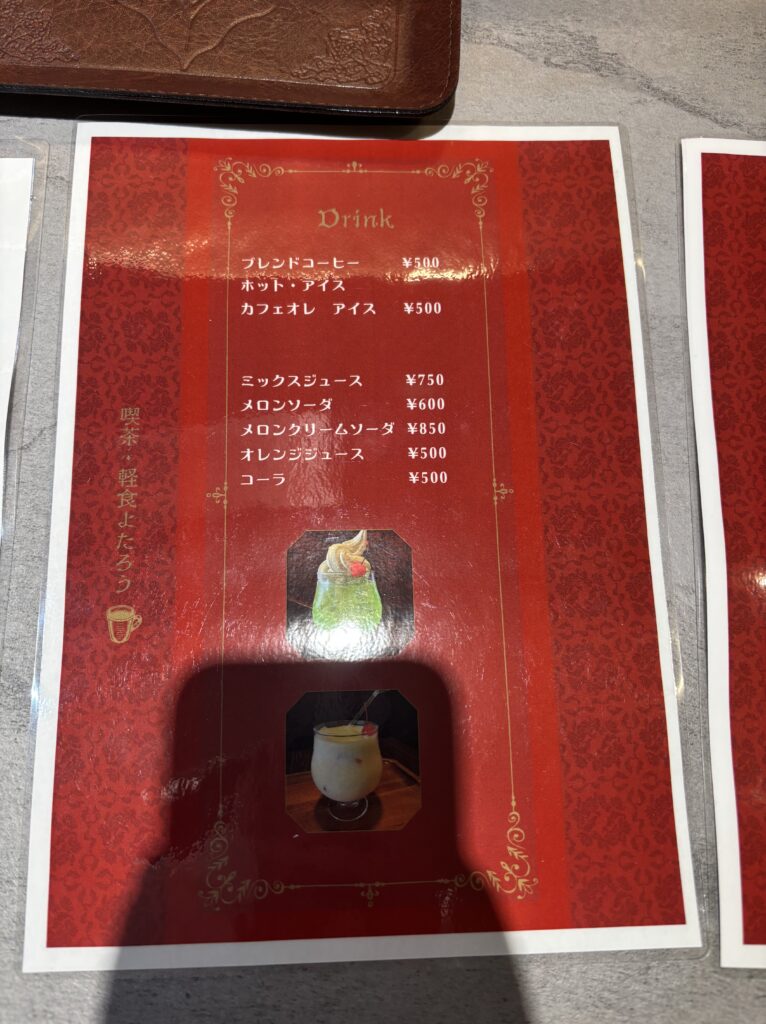 Drink
ブレンドコーヒー ¥500
ホット・アイス
カフェオレ アイス ¥500
ミックスジュース ¥750
メロンソーダ ¥600
メロンクリームソーダ ¥850
オレンジジュース ¥500
コーラ ¥500
喫茶・軽食よたろう